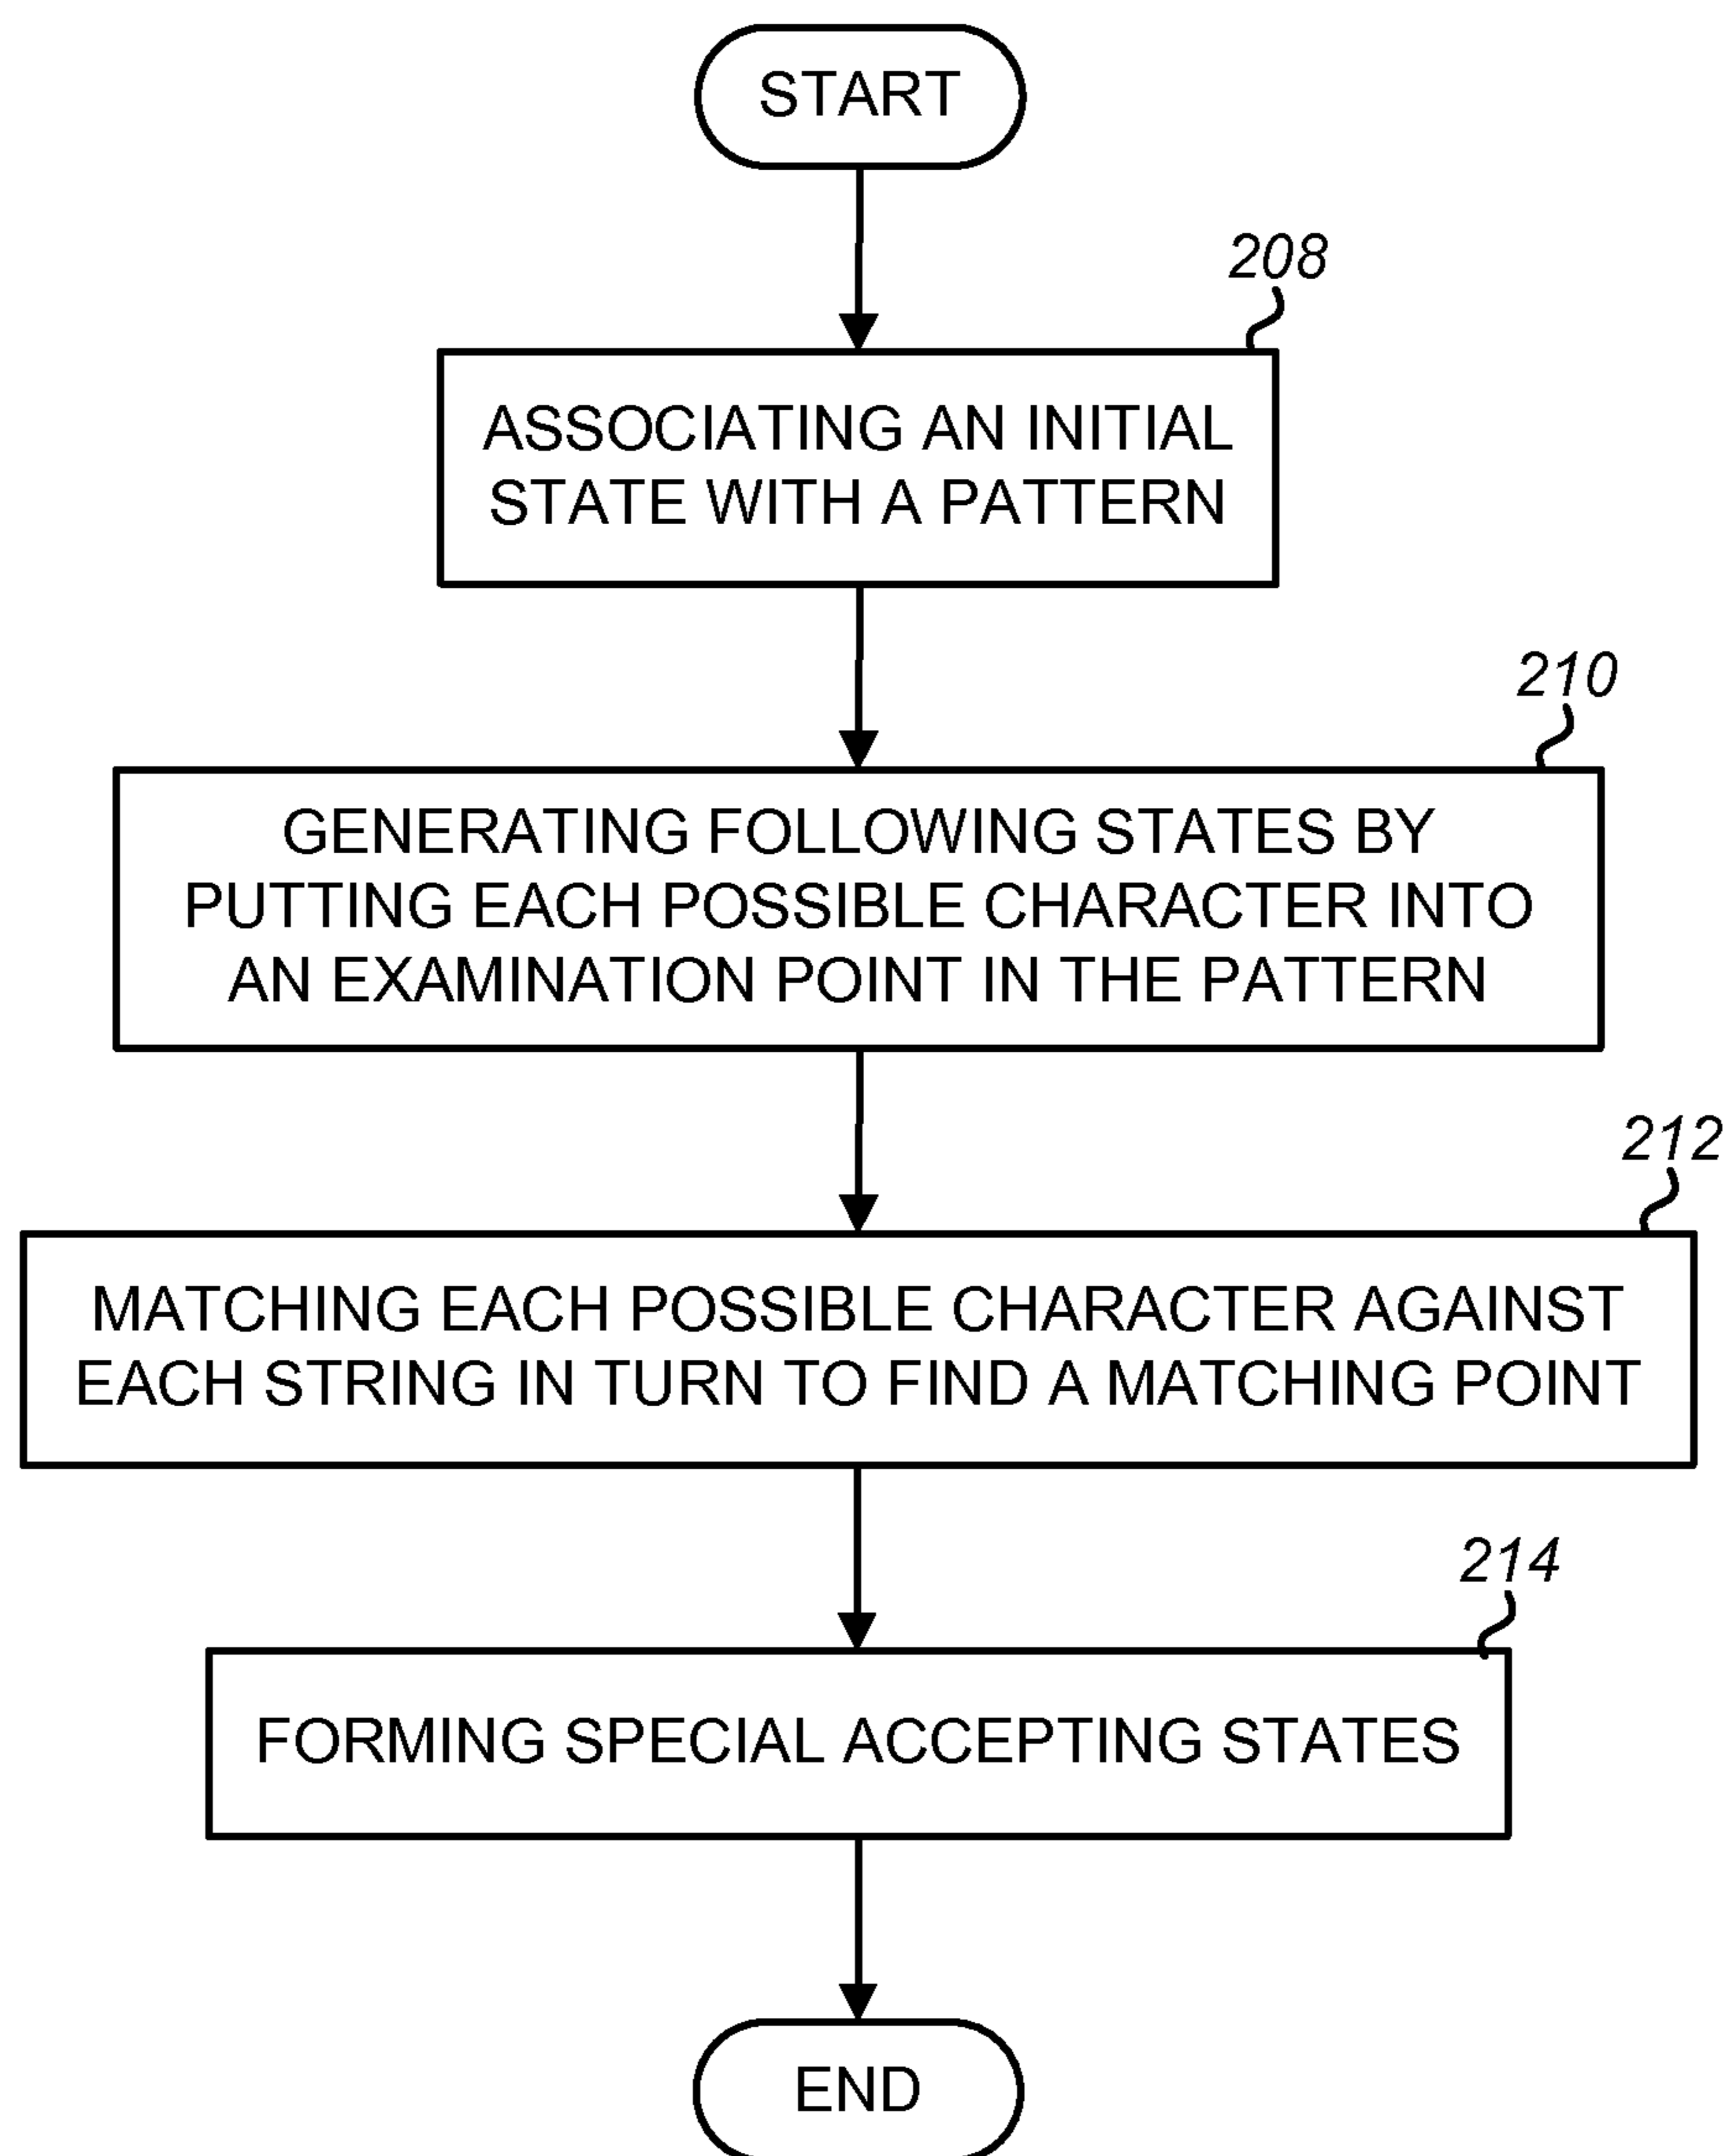 START
208
ASSOCIATING AN INITIAL
STATE WITH A PATTERN
210
GENERATING FOLLOWING STATES BY
PUTTING EACH POSSIBLE CHARACTER INTO
AN EXAMINATION POINT IN THE PATTERN
212
MATCHING EACH POSSIBLE CHARACTER AGAINST
EACH STRING IN TURN TO FIND A MATCHING POINT
214
FORMING SPECIAL ACCEPTING STATES
END